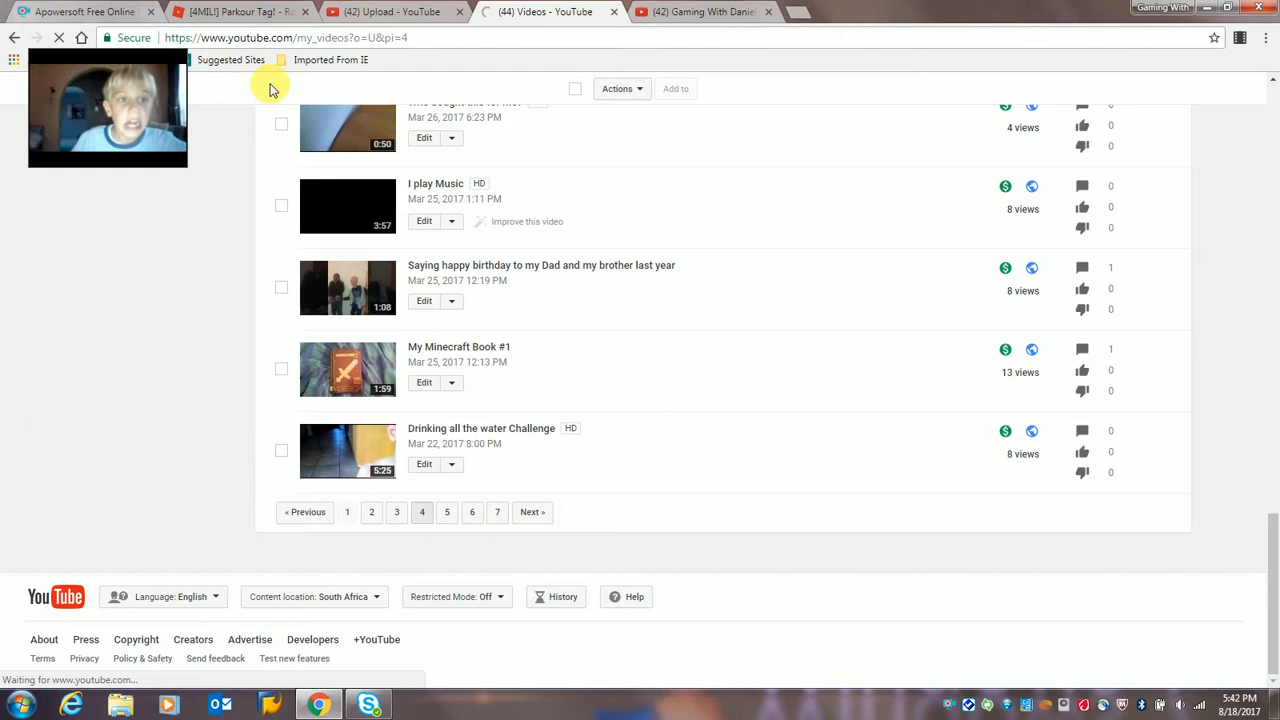 Apowersoft Free Online
[4MIL!] Parkour Tag! - Ra
(42) Upload - YouTube
(44) Videos - YouTube
(42) Gaming With Daniel
Gaming With
Secure https://www.youtube.com/my_videos?o=U&pi=4
Suggested Sites Imported From IE
Actions Add to
Mar 26, 2017 6:23 PM
4 views
0
Edit
0:50
0
I play Music HD
0
Mar 25, 2017 1:11 PM
8 views
0
Edit Improve this video
3:57
0
Saying happy birthday to my Dad and my brother last year
1
Mar 25, 2017 12:19 PM
8 views
0
Edit
1:08
0
My Minecraft Book #1
1
Mar 25, 2017 12:13 PM
13 views
0
Edit
1:59
0
Drinking all the water Challenge HD
0
Mar 22, 2017 8:00 PM
8 views
0
Edit
5:25
0
« Previous 1 2 3 4 5 6 7 Next »
YouTube Language: English Content location: South Africa Restricted Mode: Off History Help
About Press Copyright Creators Advertise Developers +YouTube
Terms Privacy Policy & Safety Send feedback Test new features
Waiting for www.youtube.com...
5:42 PM
8/18/2017